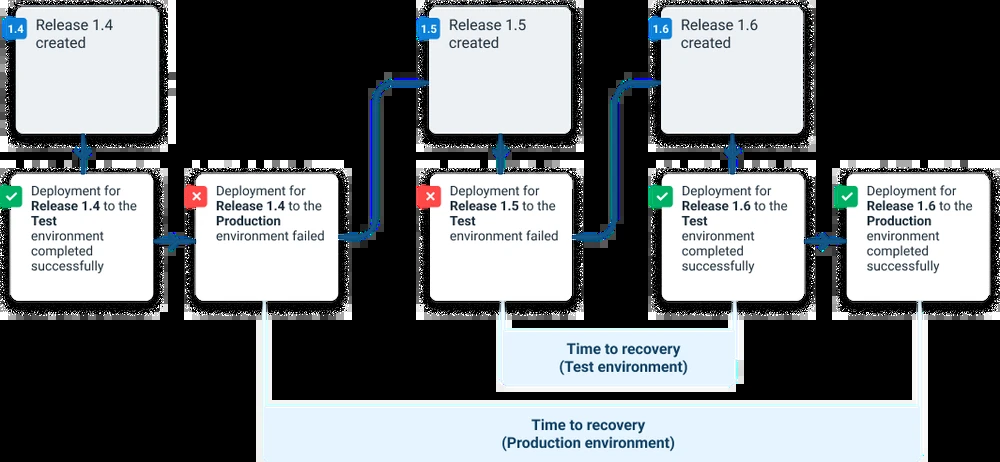 1.4
Release 1.4
created
1.5
Release 1.5
created
1.6
Release 1.6
created
Deployment for
Release 1.4 to the
Test
environment
completed
successfully
Deployment for
Release 1.4 to the
Production
environment failed
Deployment for
Release 1.5 to the
Test
environment failed
Deployment for
Release 1.6 to the
Test
environment
completed
successfully
Deployment for
Release 1.6 to the
Production
environment
completed
successfully
Time to recovery
(Test environment)
Time to recovery
(Production environment)